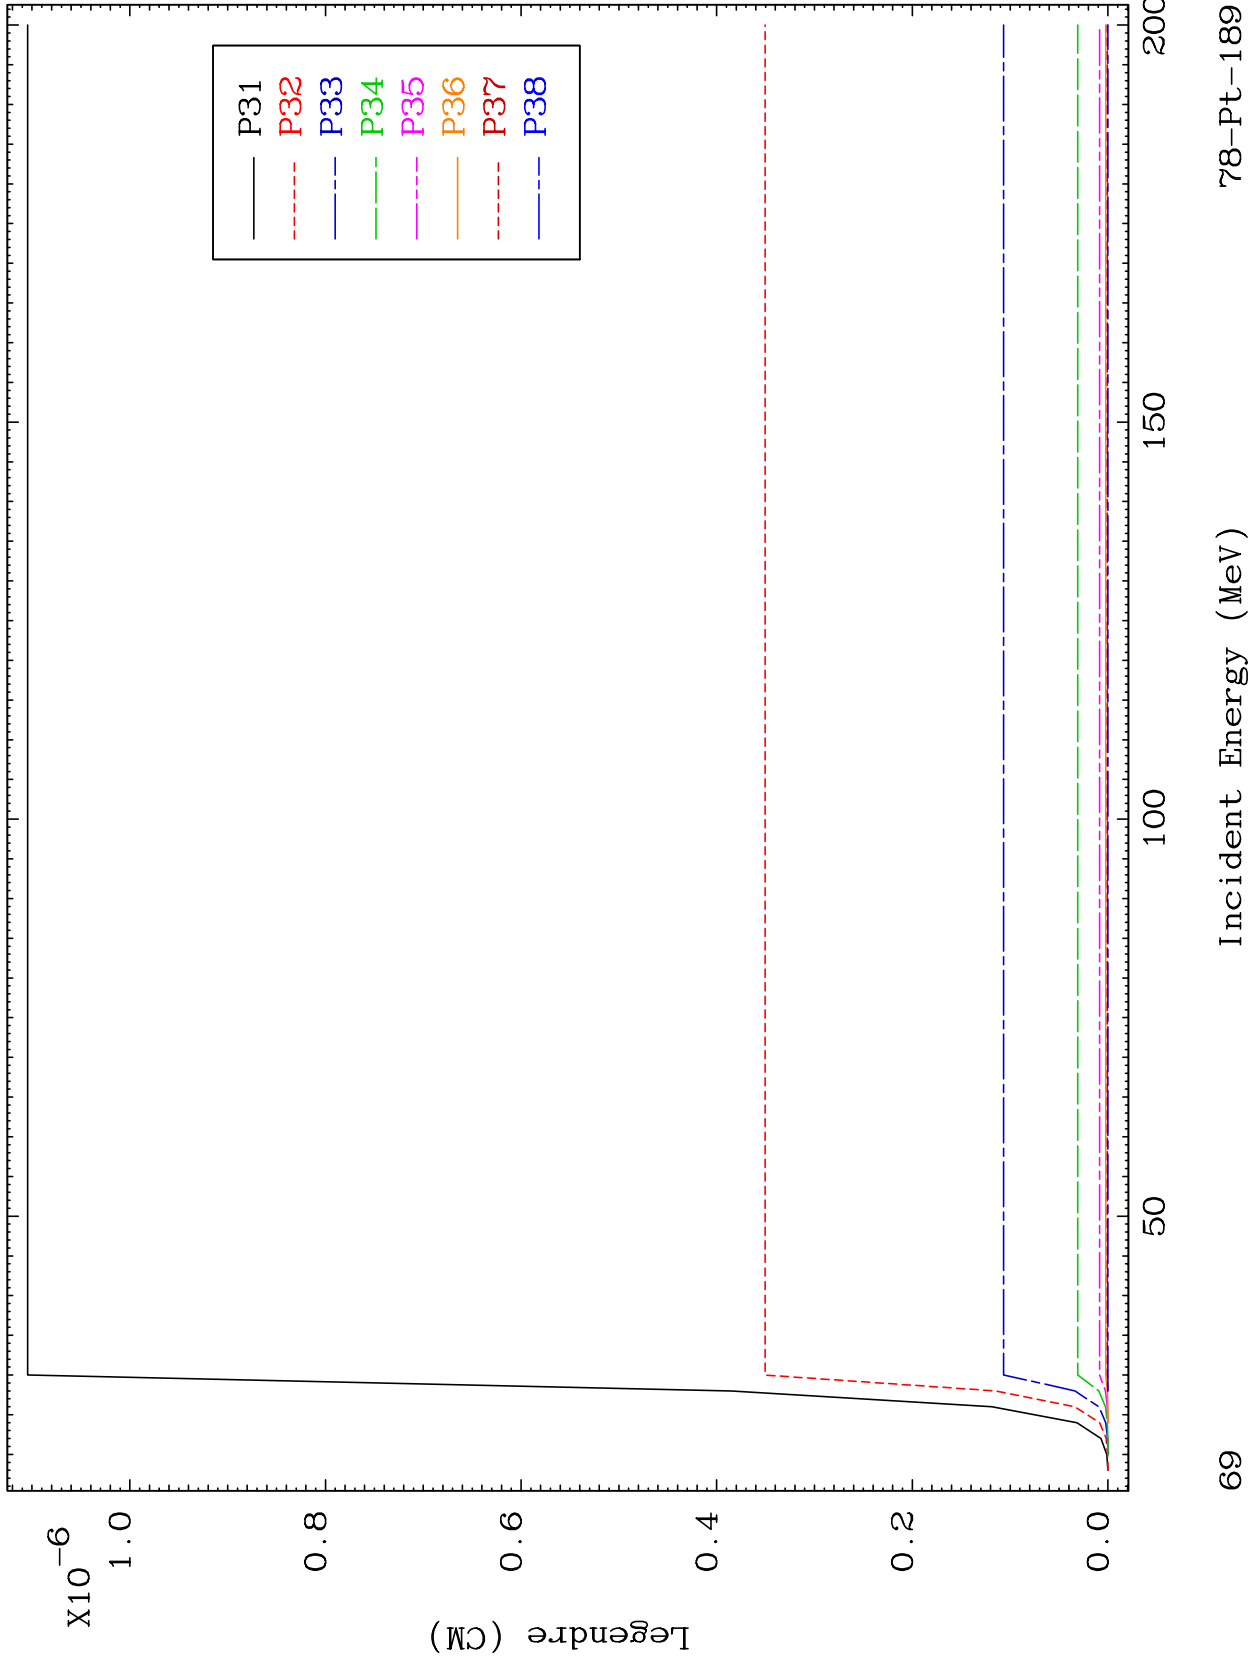 X10-6
1.0
0.8
0.6
0.4
0.2
0.0
Legendre (CM)
P31
P32
P33
P34
P35
P36
P37
P38
50
100
150
200
Incident Energy (MeV)
69
78-Pt-189